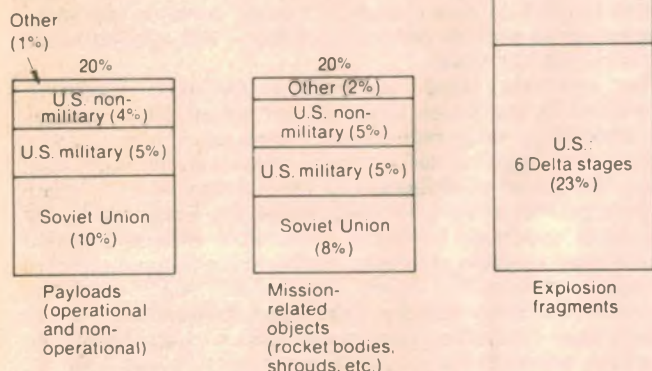 Other
(1%)
20%
U.S. non-
military (4%)
U.S. military (5%)
Soviet Union
(10%)
Payloads
(operational
and non-
operational)
20%
Other (2%)
U.S. non-
military (5%)
U.S. military (5%)
Soviet Union
(8%)
Mission-
related
objects
(rocket bodies,
shrouds, etc.)
U.S.:
6 Delta stages
(23%)
Explosion
fragments